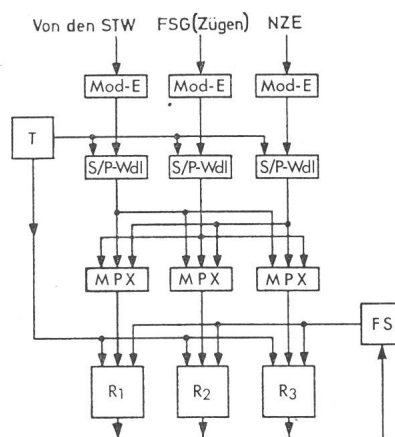 Von den STW FSG(Zügen) NZE
Mod-E Mod-E Mod-E
T
S/P-Wdl S/P-Wdl S/P-Wdl
MPX MPX MPX
FS
R1 R2 R3